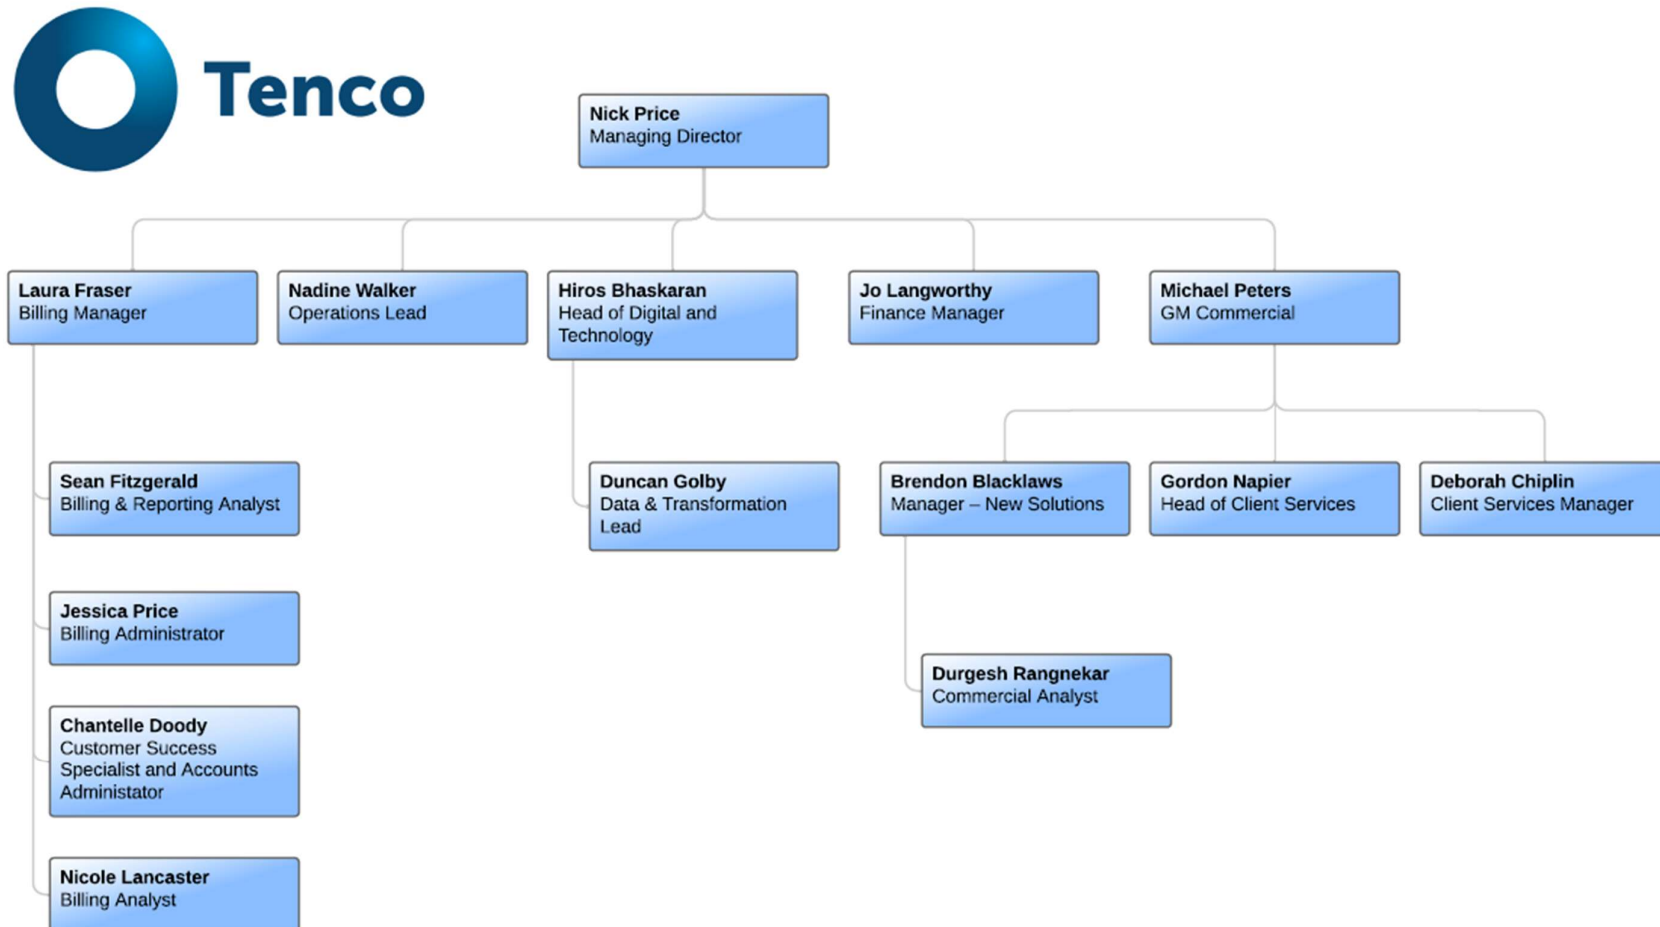 Tenco
Nick Price
Managing Director
Laura Fraser
Billing Manager
Nadine Walker
Operations Lead
Hiros Bhaskaran
Head of Digital and
Technology
Jo Langworthy
Finance Manager
Michael Peters
GM Commercial
Sean Fitzgerald
Billing & Reporting Analyst
Duncan Golby
Data & Transformation
Lead
Brendon Blacklaws
Manager – New Solutions
Gordon Napier
Head of Client Services
Deborah Chiplin
Client Services Manager
Jessica Price
Billing Administrator
Durgesh Rangnekar
Commercial Analyst
Chantelle Doody
Customer Success
Specialist and Accounts
Administator
Nicole Lancaster
Billing Analyst